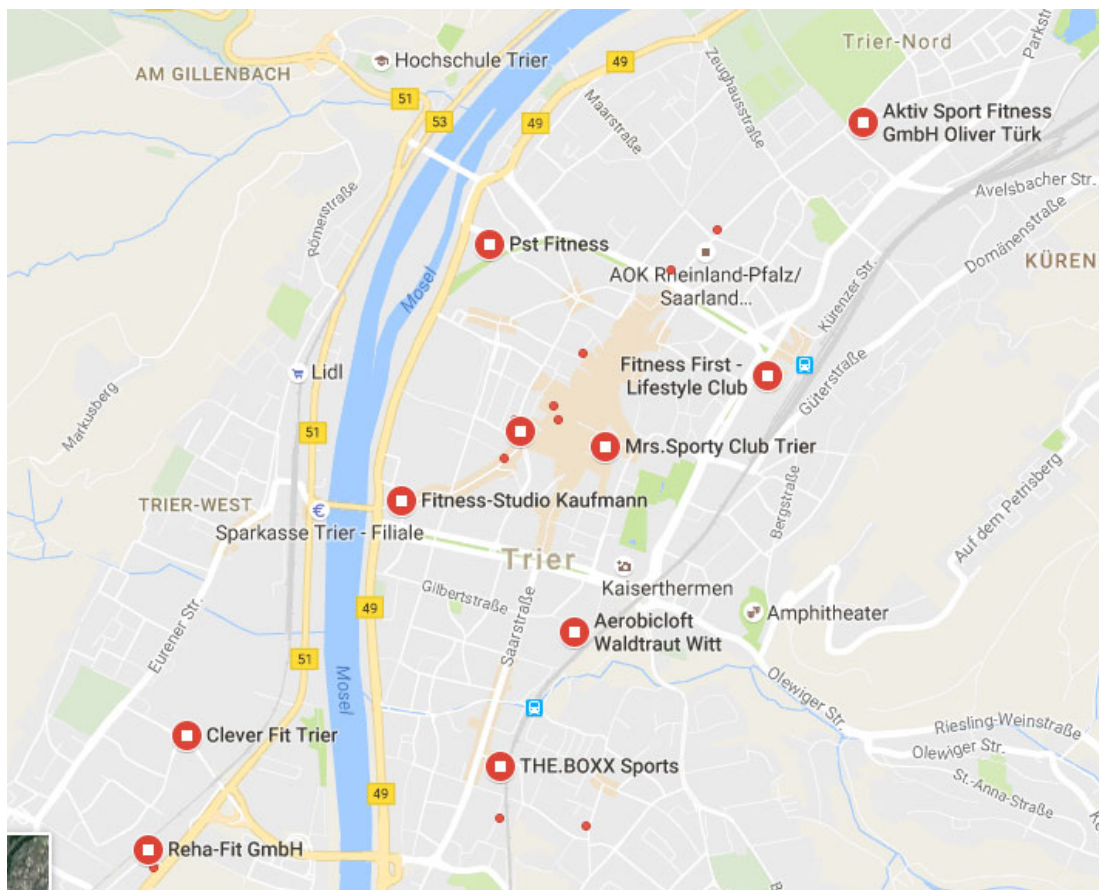 Trier-Nord
Parkstr.
Hochschule Trier
49
AM GILLENBACH
51
53
49
Maarstraße
Zeughausstraße
Aktiv Sport Fitness
GmbH Oliver Türk
Avelsbacher Str.
Römerstraße
Domänenstraße
Pst Fitness
KÜREN
AOK Rheinland-Pfalz/
Saarland...
Mosel
Kürenzer Str.
Lidl
Fitness First -
Lifestyle Club
Güterstraße
Markusberg
51
Mrs.Sporty Club Trier
TRIER-WEST
Fitness-Studio Kaufmann
Bergstraße
Auf dem Petrisberg
Sparkasse Trier - Filiale
Trier
Kaiserthermen
Gilbertstraße
49
Amphitheater
Eurener Str.
Saarstraße
Aerobicloft
Waldtraut Witt
51
Mosel
Olewiger Str.
Riesling-Weinstraße
Clever Fit Trier
Olewiger Str.
THE.BOXX Sports
St.-Anna-Straße
49
Reha-Fit GmbH